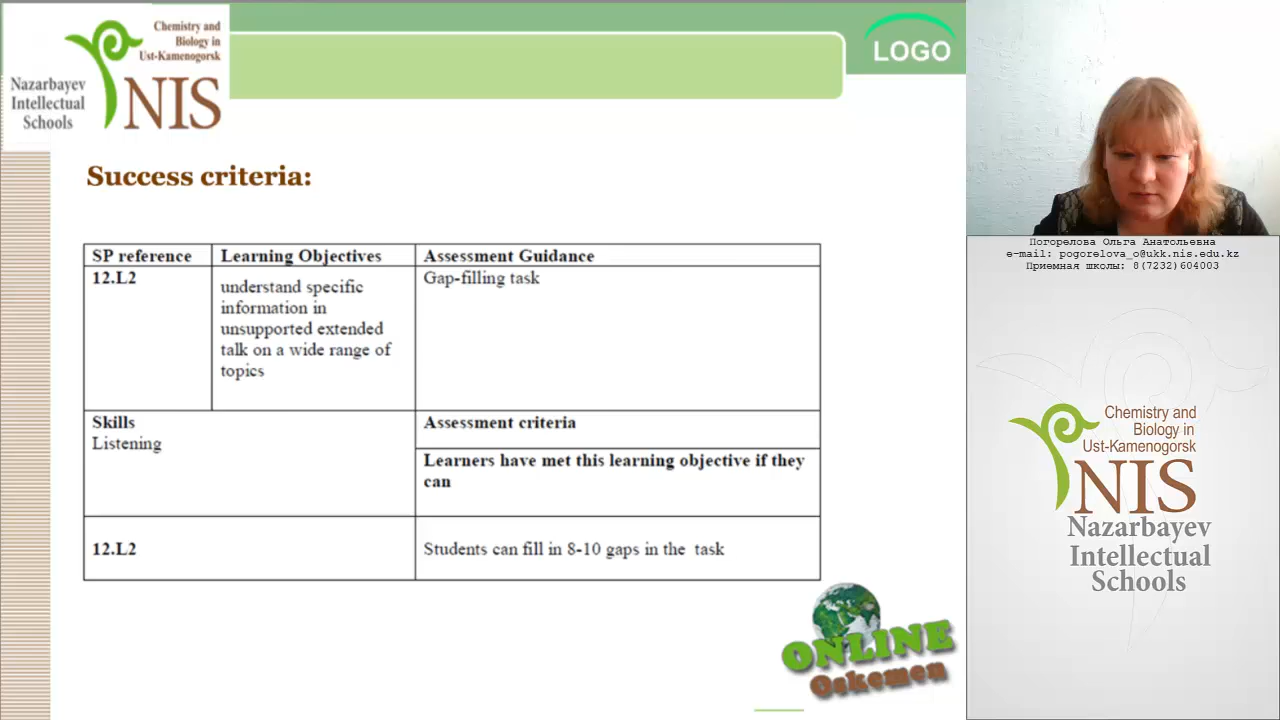 Chemistry and
Biology in
Ust-Kamenogorsk
Nazarbayev
Intellectual
Schools
NIS
LOGO
Success criteria:
SP reference
Learning Objectives
Assessment Guidance
12.L2
understand specific
information in
unsupported extended
talk on a wide range of
topics
Gap-filling task
Skills
Listening
Assessment criteria
Learners have met this learning objective if they
can
12.L2
Students can fill in 8-10 gaps in the task
ONLINE
Oskemen
Погорелова Ольга Анатольевна
e-mail: pogorelova_o@ukk.nis.edu.kz
Приемная школы: 8(7232)604003
Chemistry and
Biology in
Ust-Kamenogorsk
NIS
Nazarbayev
Intellectual
Schools